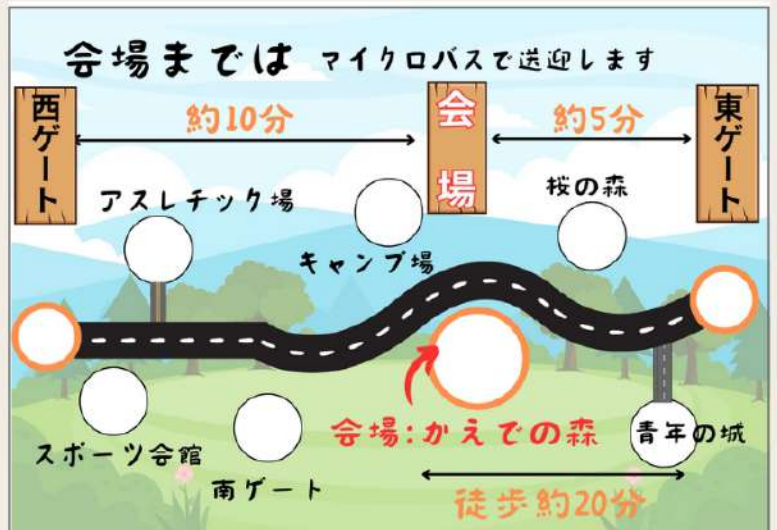 会場までは マイクロバスで送迎します
西ゲート
約10分
会場
約5分
東ゲート
アスレチック場
キャンプ場
桜の森
会場:かえでの森
青年の城
スポーツ会館
南ゲート
徒歩約20分